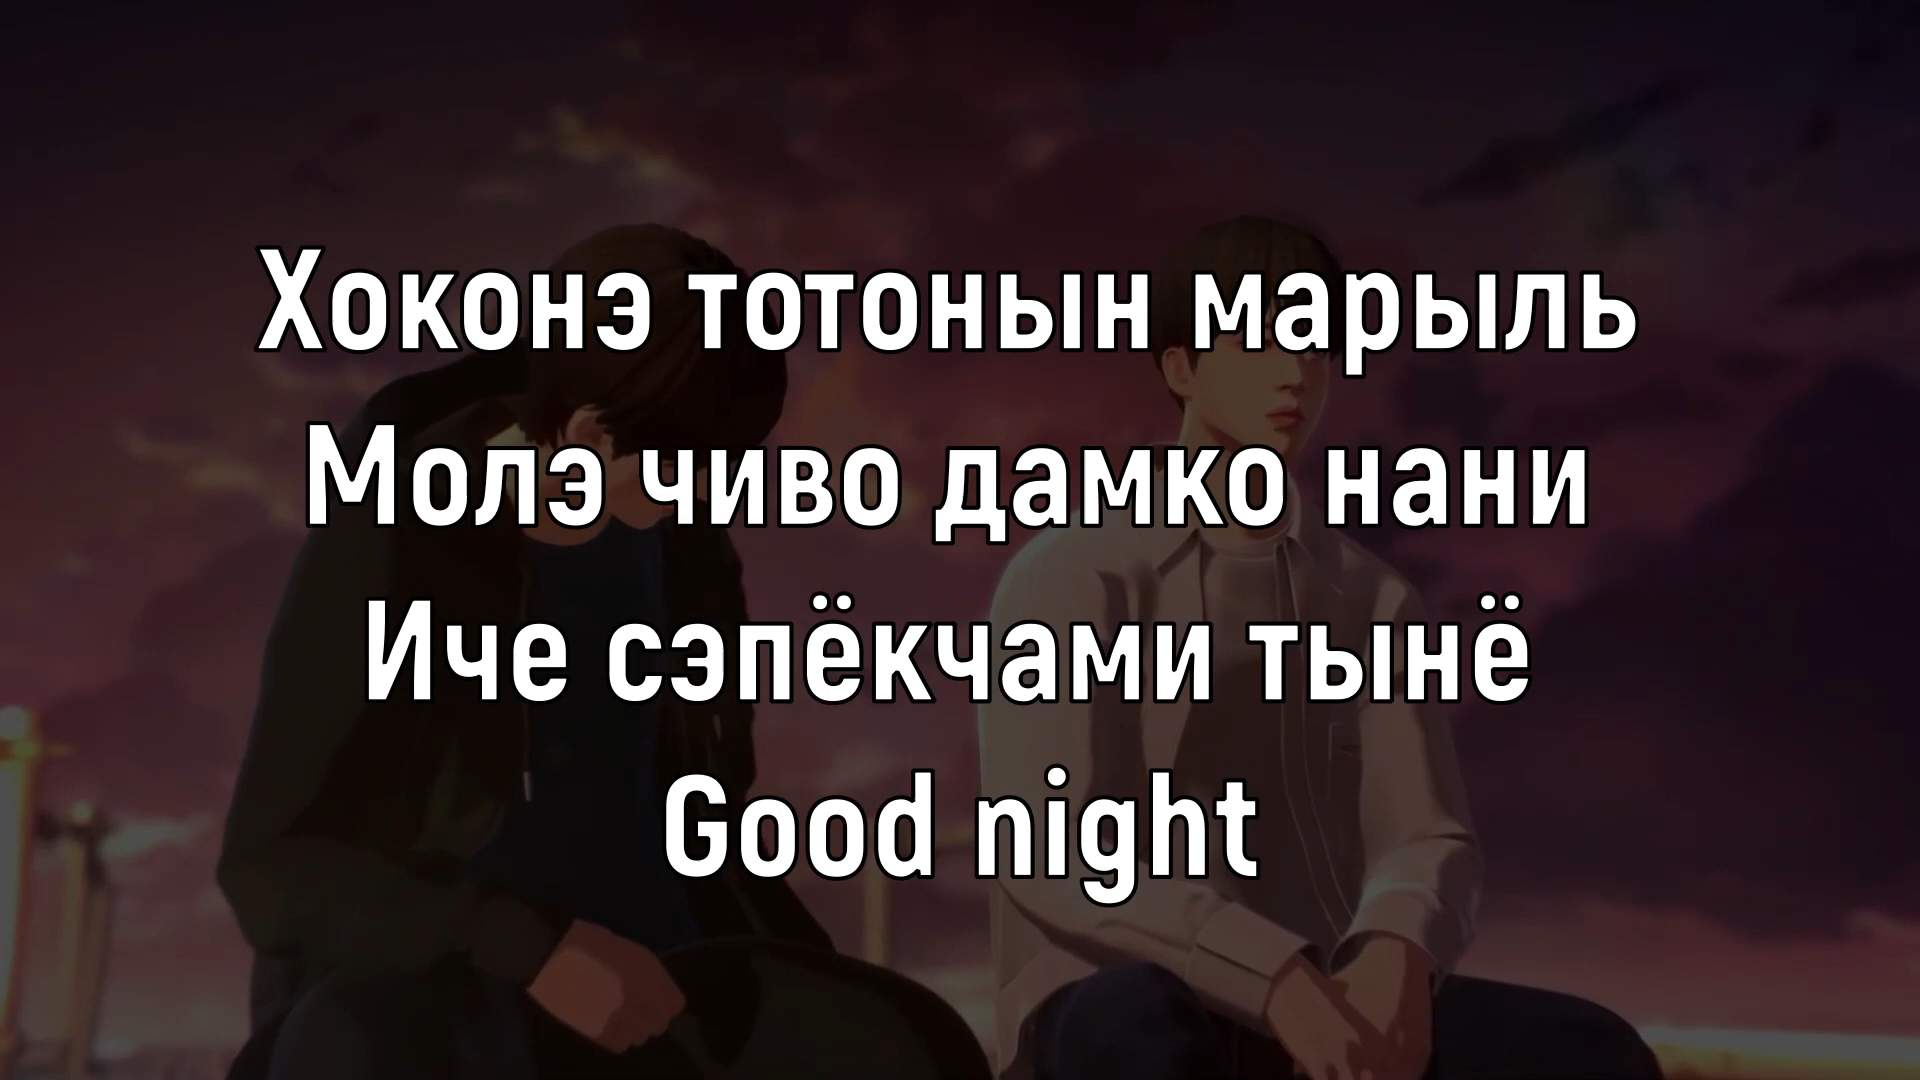 Хоконэ тотонын марыль
Молэ чиво дамко нани
Иче сэпёкчами тынё
Good night